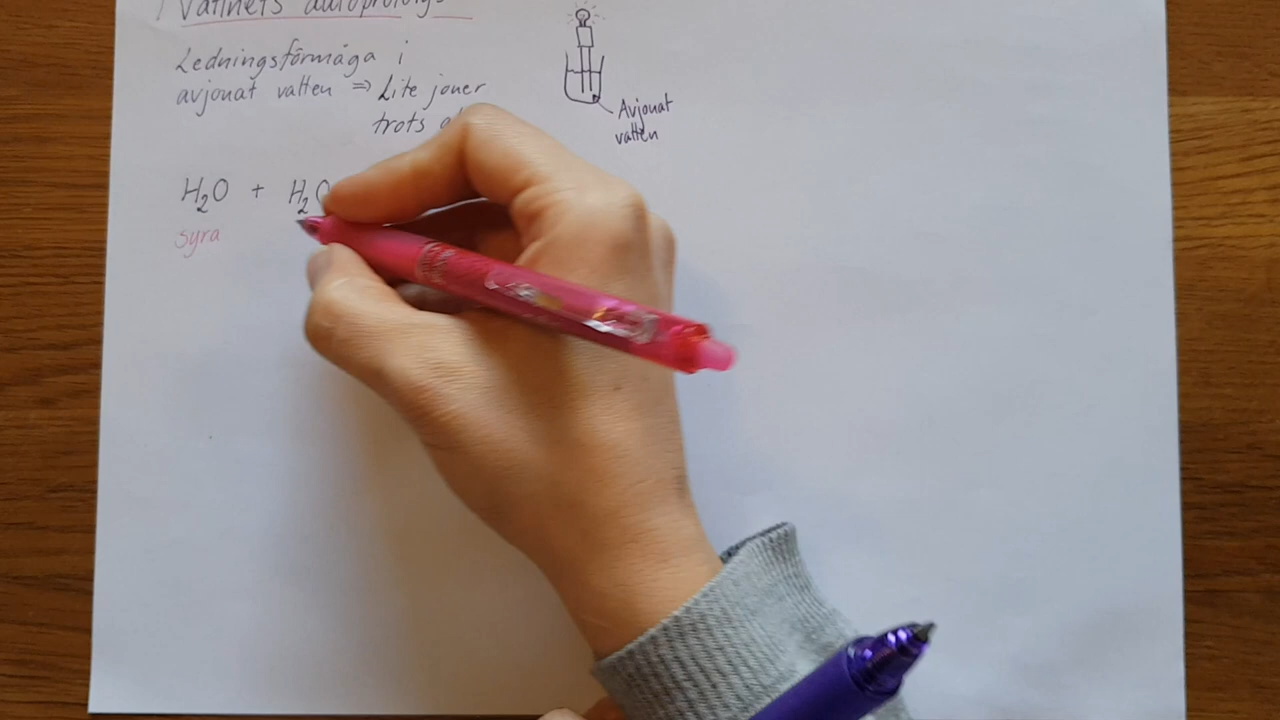 Vattnets autoprotolys
Ledningsförmåga i
avjonat vatten ⇒ Lite joner
trots
Avjonat
vatten
H₂O + H₂O
syra